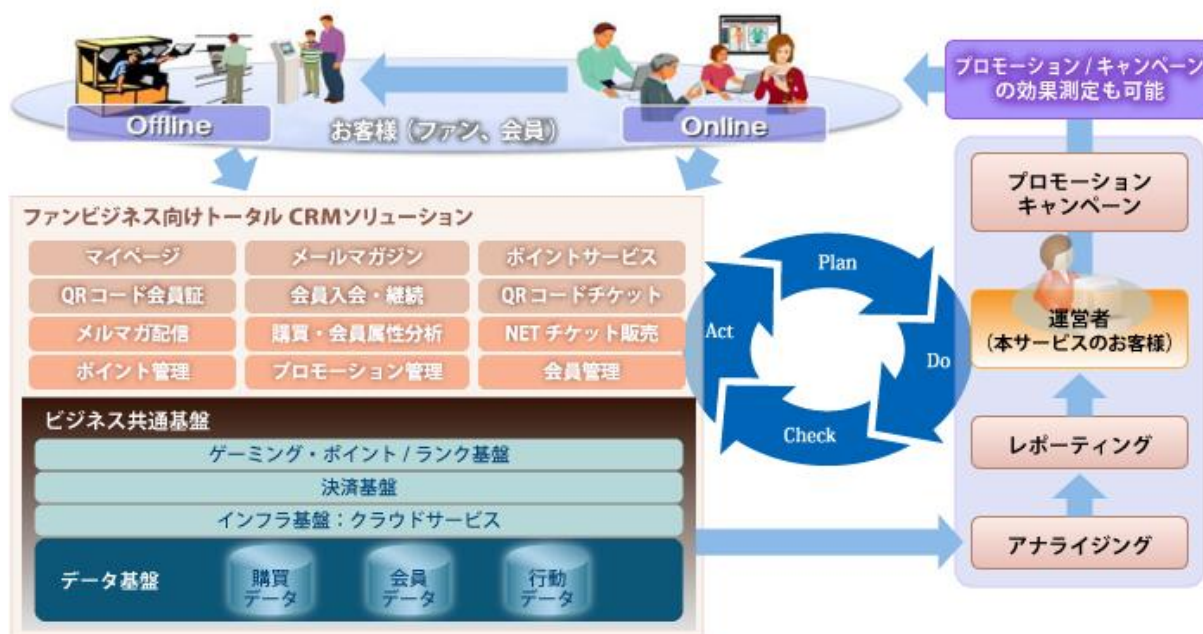 プロモーション / キャンペーン
の効果測定も可能
Offline
お客様（ファン、会員）
Online
プロモーション
キャンペーン
ファンビジネス向けトータル CRMソリューション
マイページ
メールマガジン
ポイントサービス
QRコード会員証
会員入会・継続
QRコードチケット
メルマガ配信
購買・会員属性分析
NETチケット販売
ポイント管理
プロモーション管理
会員管理
Plan
Do
Check
Act
運営者
（本サービスのお客様）
ビジネス共通基盤
ゲーミング・ポイント / ランク基盤
決済基盤
インフラ基盤：クラウドサービス
データ基盤
購買
データ
会員
データ
行動
データ
レポーティング
アナライジング